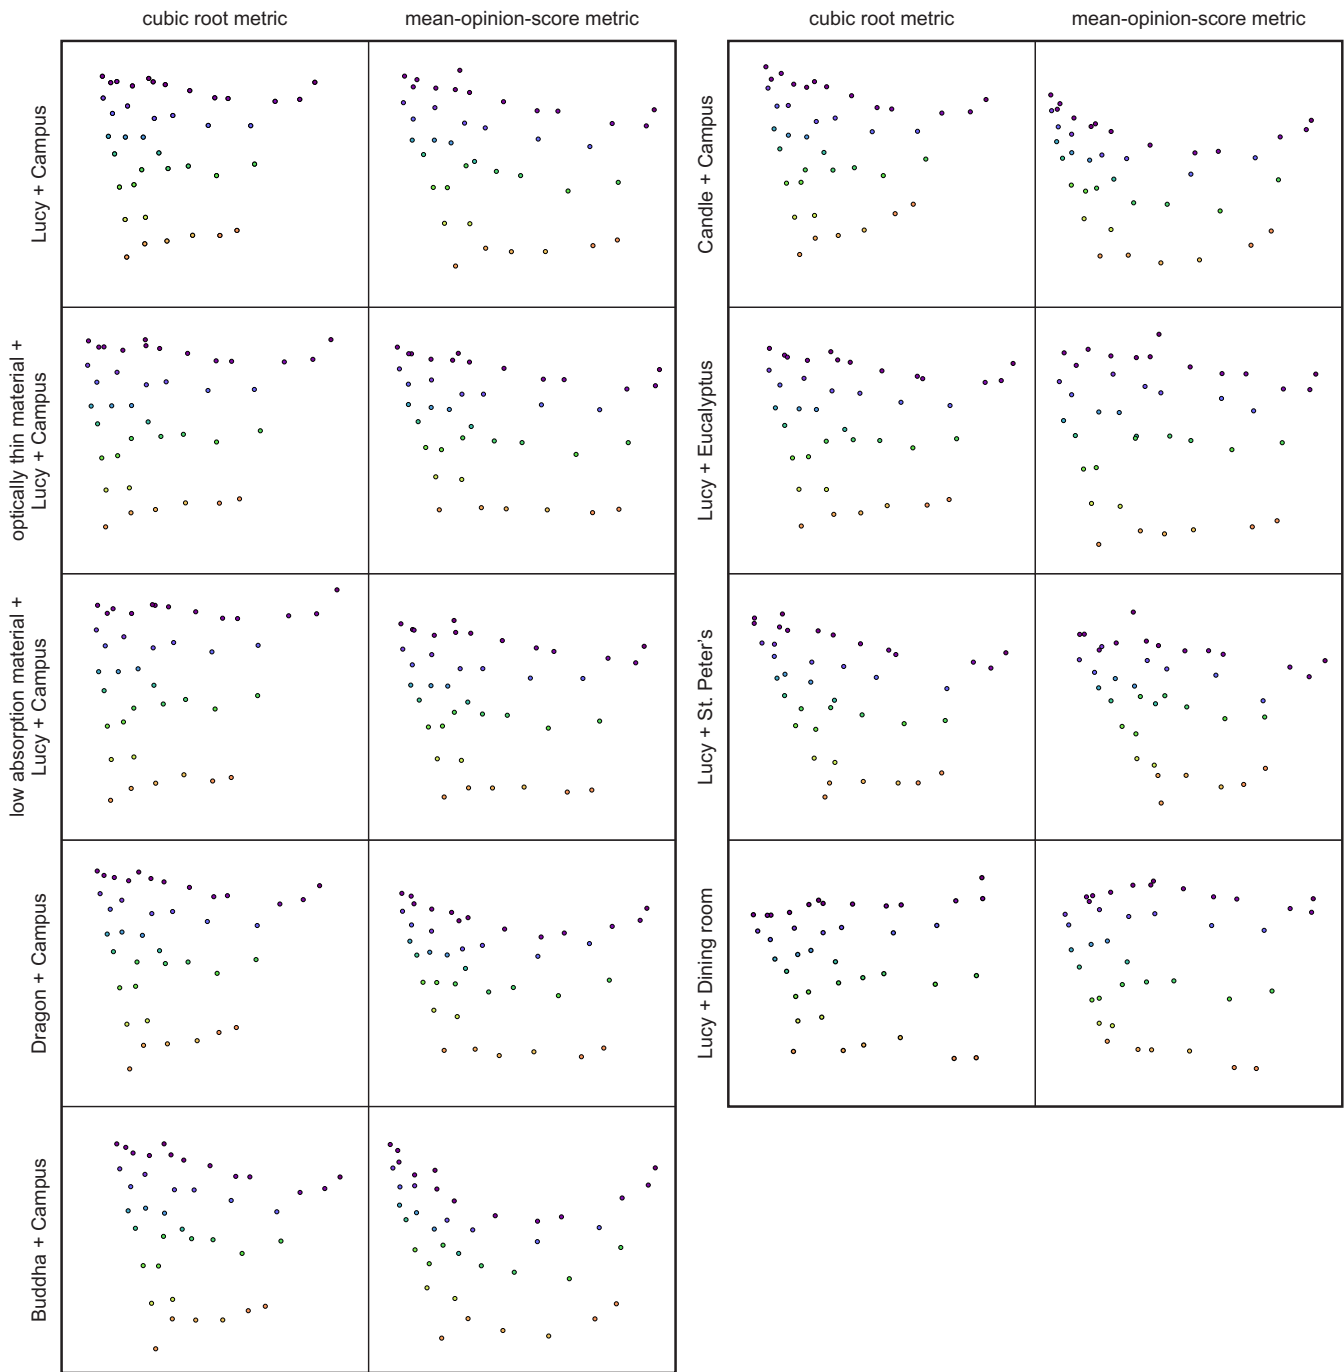 cubic root metric
mean-opinion-score metric
cubic root metric
mean-opinion-score metric
Lucy + Campus
optically thin material +
Lucy + Campus
low absorption material +
Lucy + Campus
Dragon + Campus
Buddha + Campus
Candle + Campus
Lucy + Eucalyptus
Lucy + St. Peter's
Lucy + Dining room